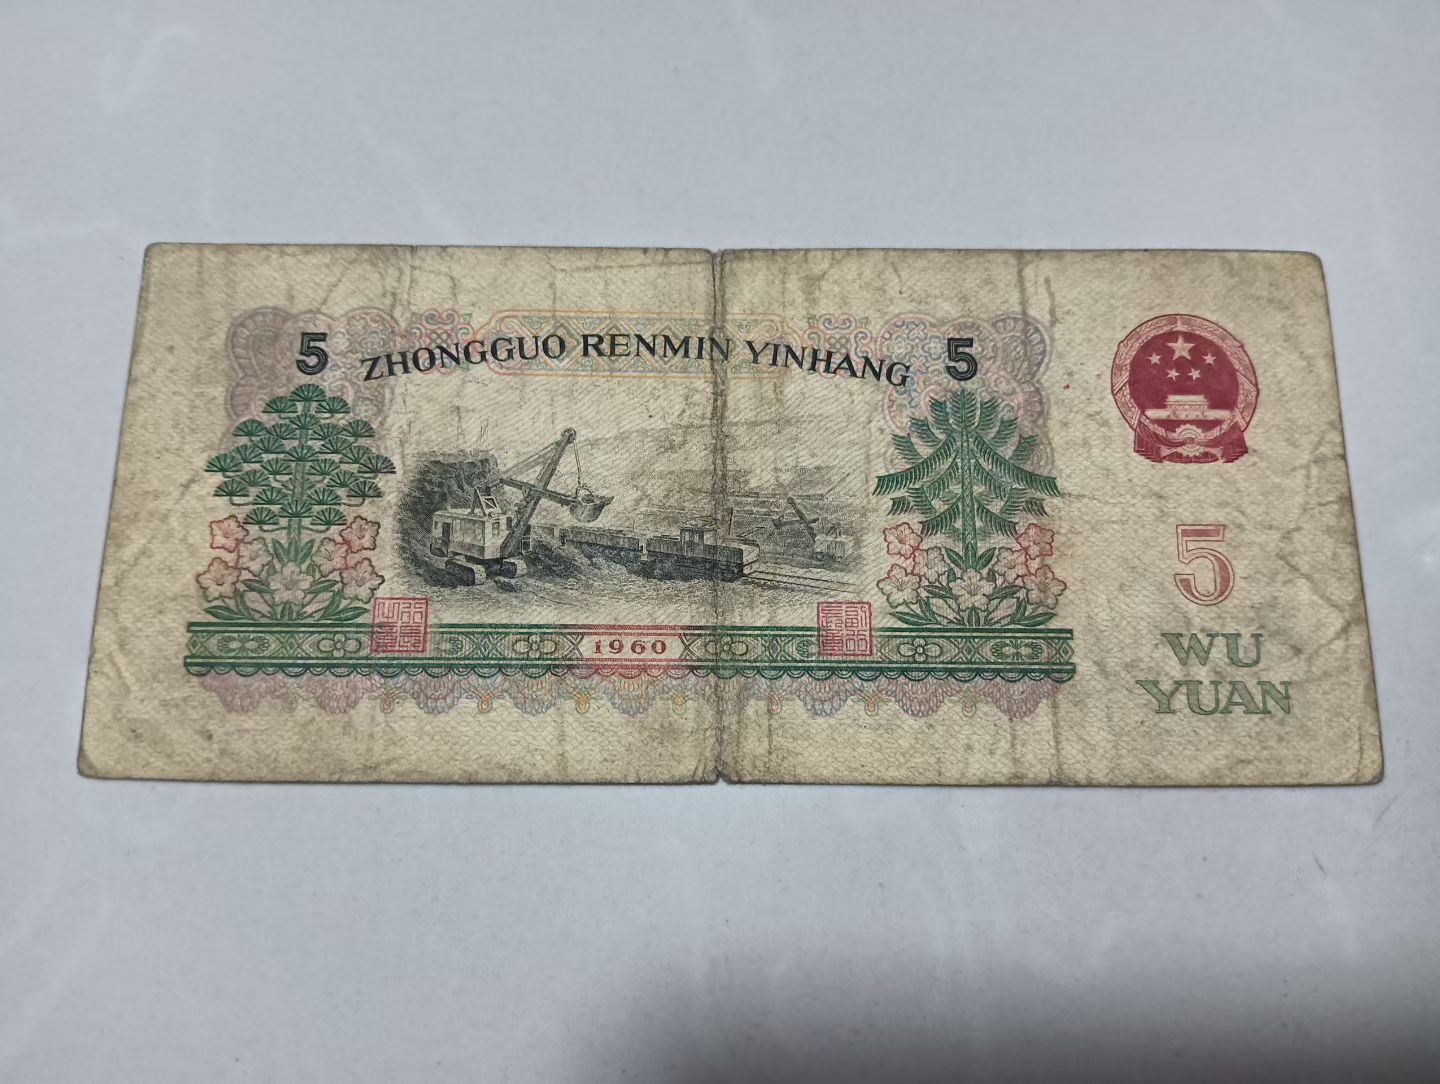 5 ZHONGGUO RENMIN YINHANG 5
5
WU
YUAN
1960